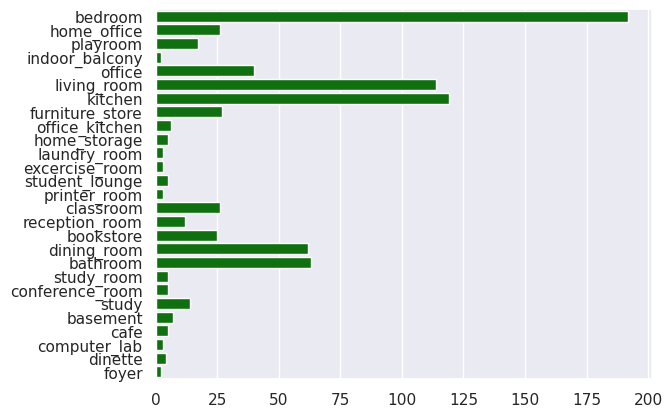 bedroom
home_office
playroom
indoor_balcony
office
living_room
kitchen
furniture_store
office_kitchen
home_storage
laundry_room
excercise_room
student_lounge
printer_room
classroom
reception_room
bookstore
dining_room
bathroom
study_room
conference_room
study
basement
cafe
computer_lab
dinette
foyer
0 25 50 75 100 125 150 175 200